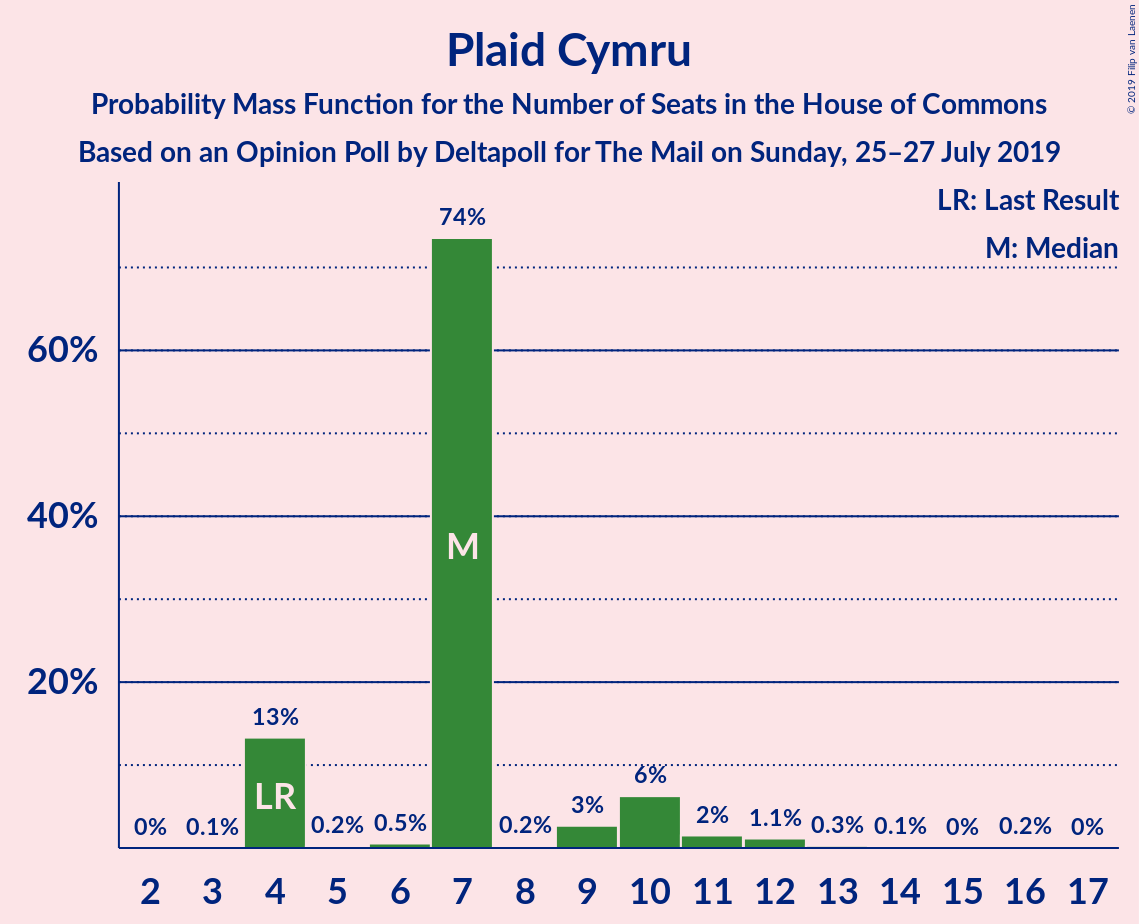 Plaid Cymru
Probability Mass Function for the Number of Seats in the House of Commons
Based on an Opinion Poll by Deltapoll for The Mail on Sunday, 25–27 July 2019
© 2019 Filip van Laenen
LR: Last Result
M: Median
60%
40%
20%
0%
0.1%
13%
0.2%
0.5%
74%
0.2%
3%
6%
2%
1.1%
0.3%
0.1%
0%
0.2%
0%
LR
M
2 3 4 5 6 7 8 9 10 11 12 13 14 15 16 17